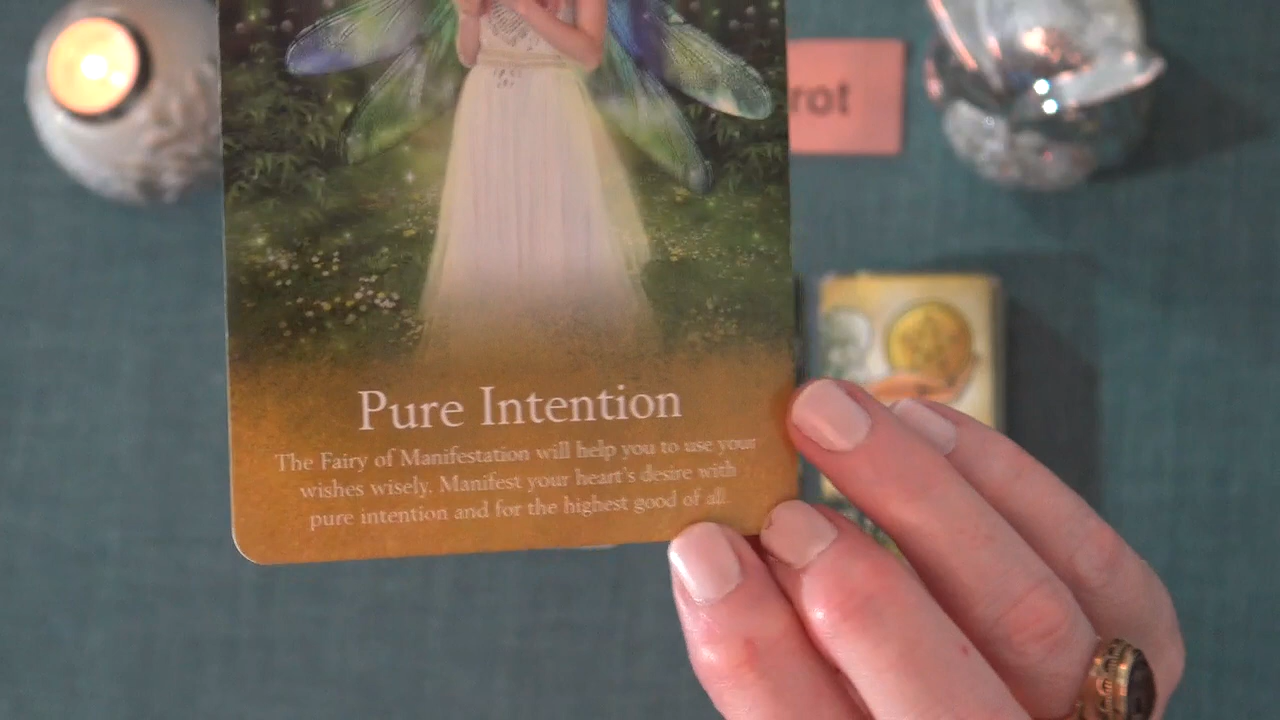 rot
Pure Intention
The Fairy of Manifestation will help you to use your
wishes wisely. Manifest your heart's desire with
pure intention and for the highest good of all.